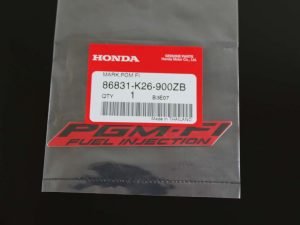 HONDA
GENUINE PARTS
Honda Motor Co., Ltd.
MARK,PGM-FI
86831-K26-900ZB
QTY 1 B3E07
Made in THAILAND
PGM-FI
FUEL INJECTION